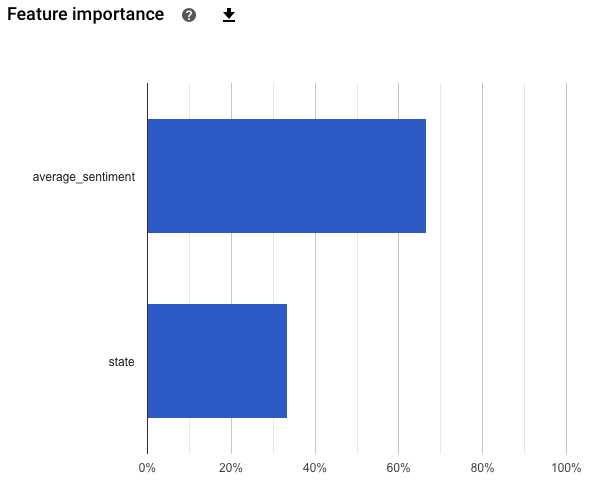 Feature importance
average_sentiment
state
0% 20% 40% 60% 80% 100%